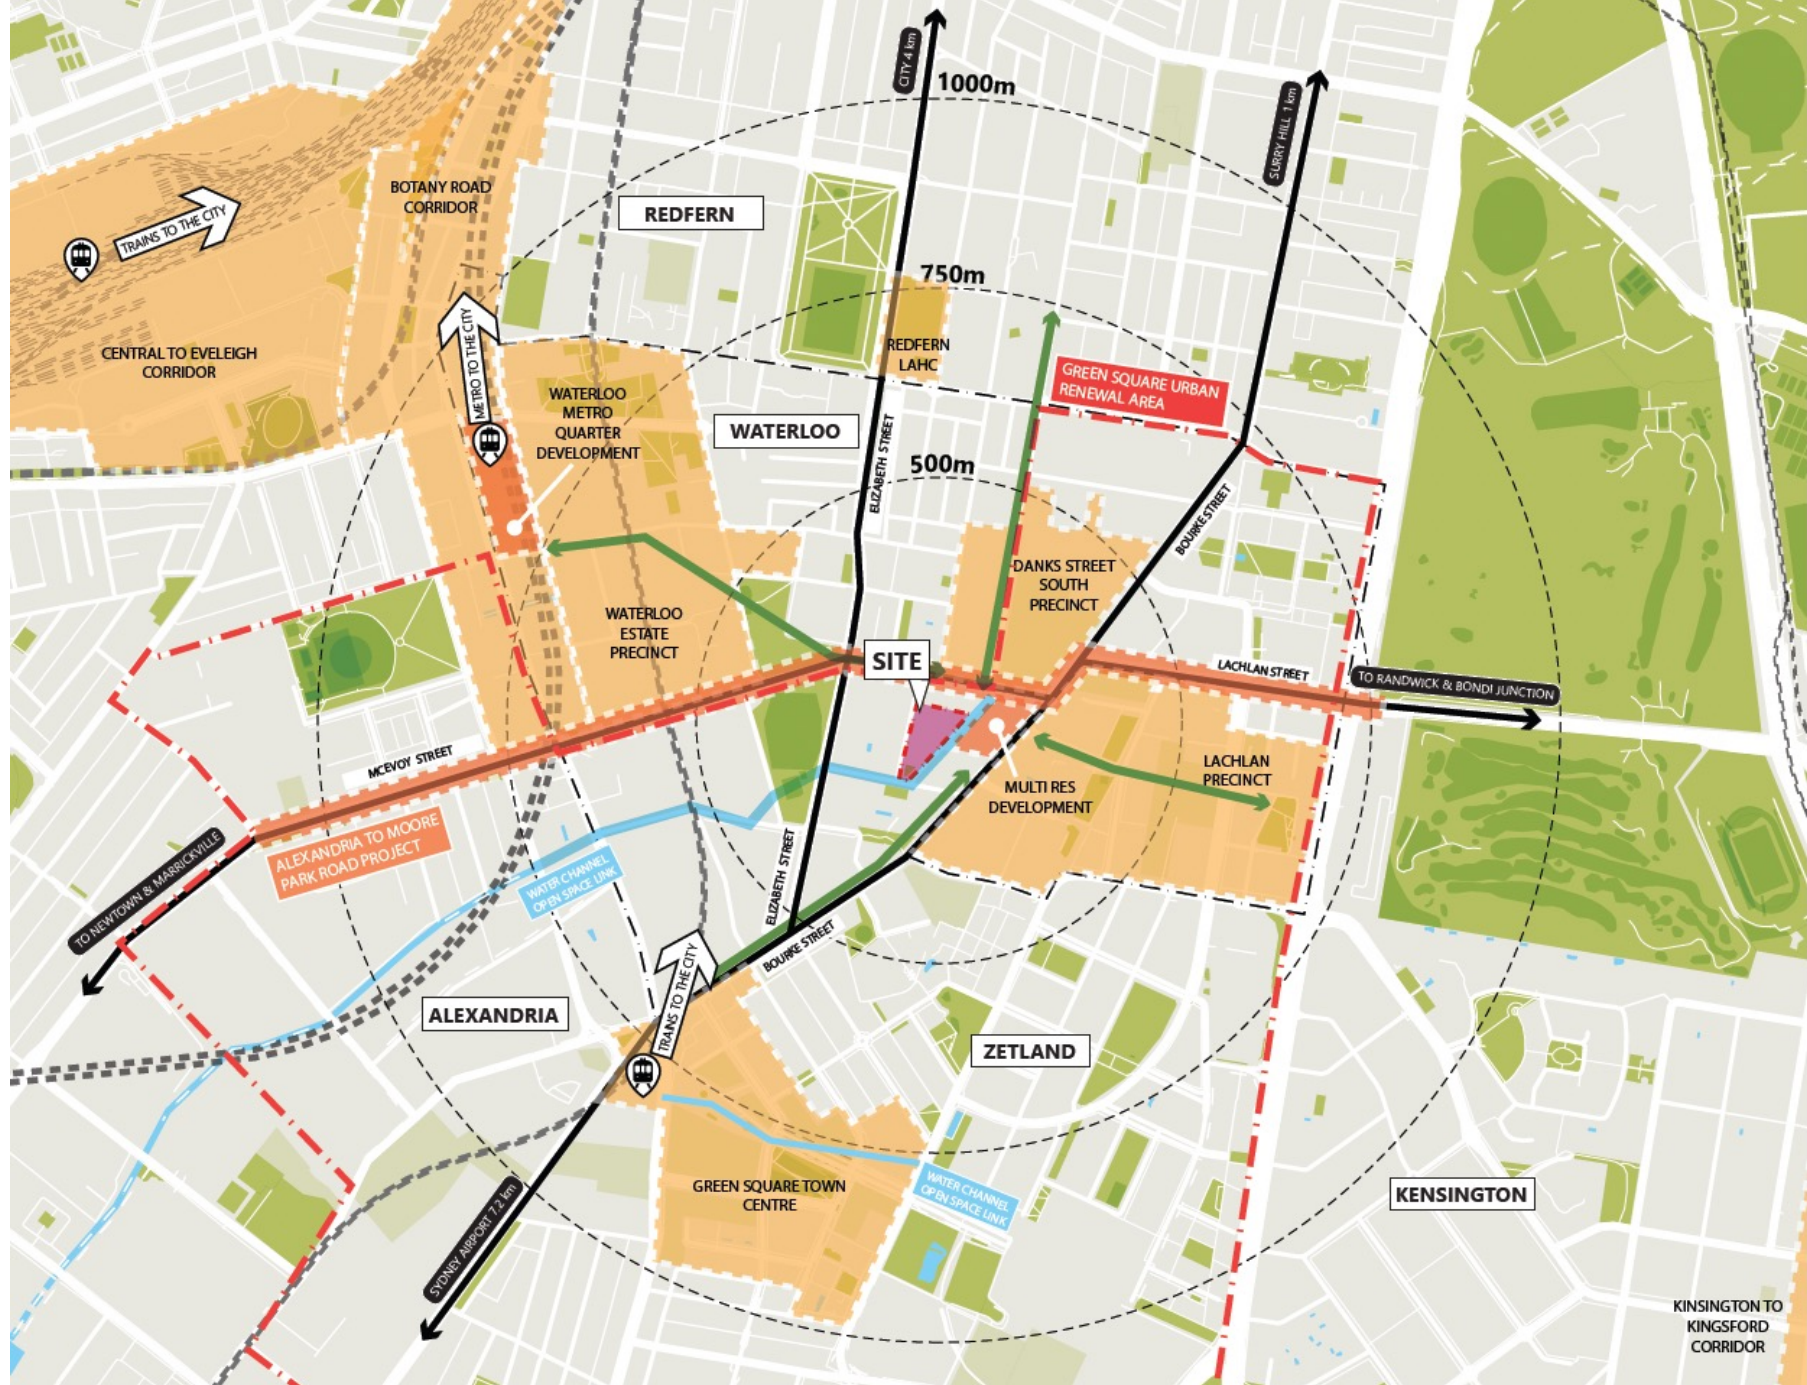 CITY 4 km
1000m
SURRY HILL 1 km
BOTANY ROAD
CORRIDOR
REDFERN
TRAINS TO THE CITY
750m
METRO TO THE CITY
CENTRAL TO EVELEIGH
CORRIDOR
REDFERN
LAHC
GREEN SQUARE URBAN
RENEWAL AREA
WATERLOO
METRO
QUARTER
DEVELOPMENT
WATERLOO
ELIZABETH STREET
500m
BOURKE STREET
DANKS STREET
SOUTH
PRECINCT
WATERLOO
ESTATE
PRECINCT
SITE
LACHLAN STREET
TO RANDWICK & BONDI JUNCTION
MCEVOY STREET
LACHLAN
PRECINCT
MULTI RES
DEVELOPMENT
ALEXANDRIA TO MOORE
PARK ROAD PROJECT
TO NEWTOWN & MARRICKVILLE
WATER CHANNEL
OPEN SPACE LINK
ELIZABETH STREET
BOURKE STREET
TRAINS TO THE CITY
ALEXANDRIA
ZETLAND
GREEN SQUARE TOWN
CENTRE
WATER CHANNEL
OPEN SPACE LINK
KENSINGTON
SYDNEY AIRPORT 7.2 km
KINSINGTON TO
KINGSFORD
CORRIDOR